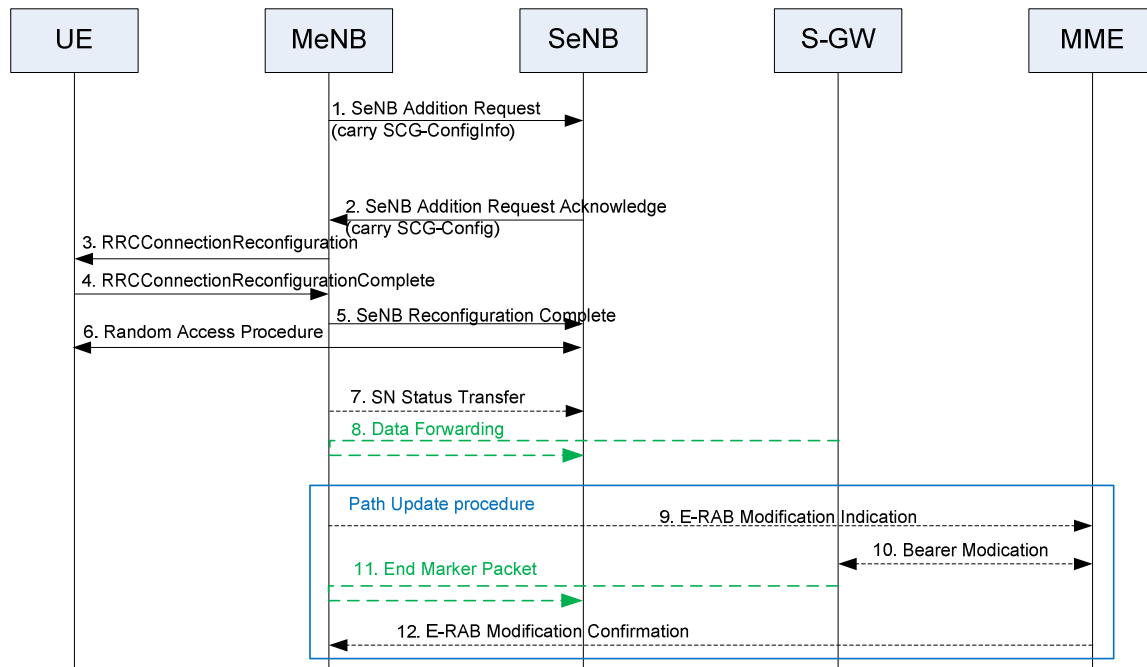 UE
MeNB
SeNB
S-GW
MME
1. SeNB Addition Request
(carry SCG-ConfigInfo)
2. SeNB Addition Request Acknowledge
(carry SCG-Config)
3. RRCConnectionReconfiguration
4. RRCConnectionReconfigurationComplete
5. SeNB Reconfiguration Complete
6. Random Access Procedure
7. SN Status Transfer
8. Data Forwarding
Path Update procedure
9. E-RAB Modification Indication
10. Bearer Modication
11. End Marker Packet
12. E-RAB Modification Confirmation